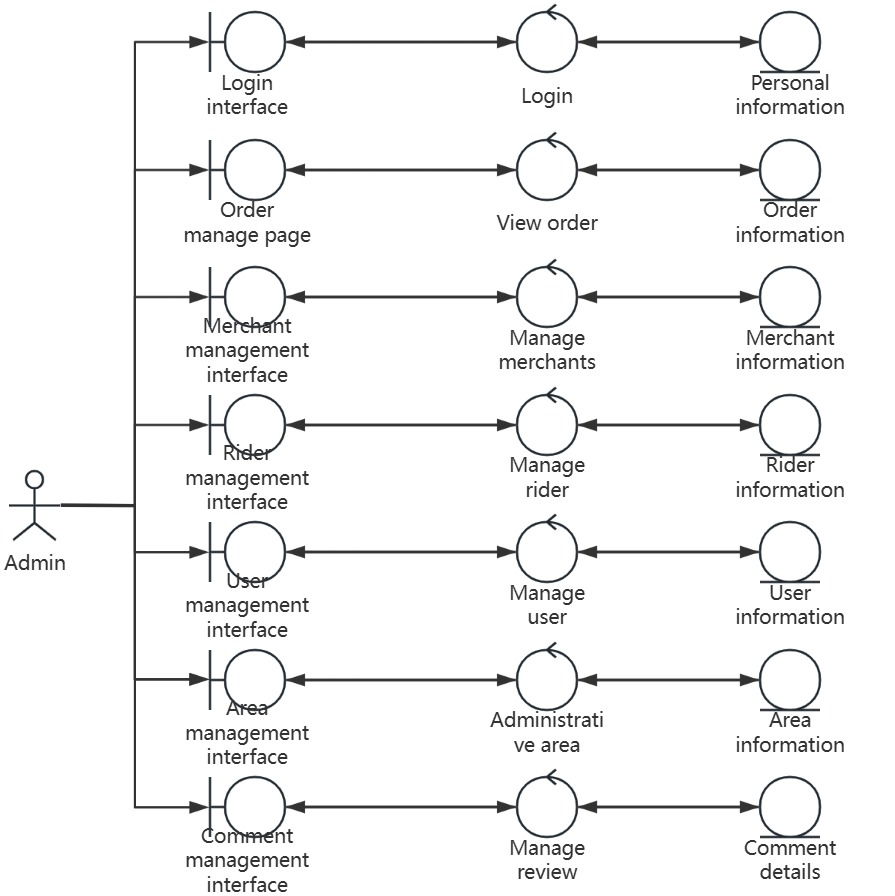 Login
interface
Login
Personal
information
Order
manage page
View order
Order
information
Merchant
management
interface
Manage
merchants
Merchant
information
Rider
management
interface
Manage
rider
Rider
information
Admin
User
management
interface
Manage
user
User
information
Area
management
interface
Administrati
ve area
Area
information
Comment
management
interface
Manage
review
Comment
details